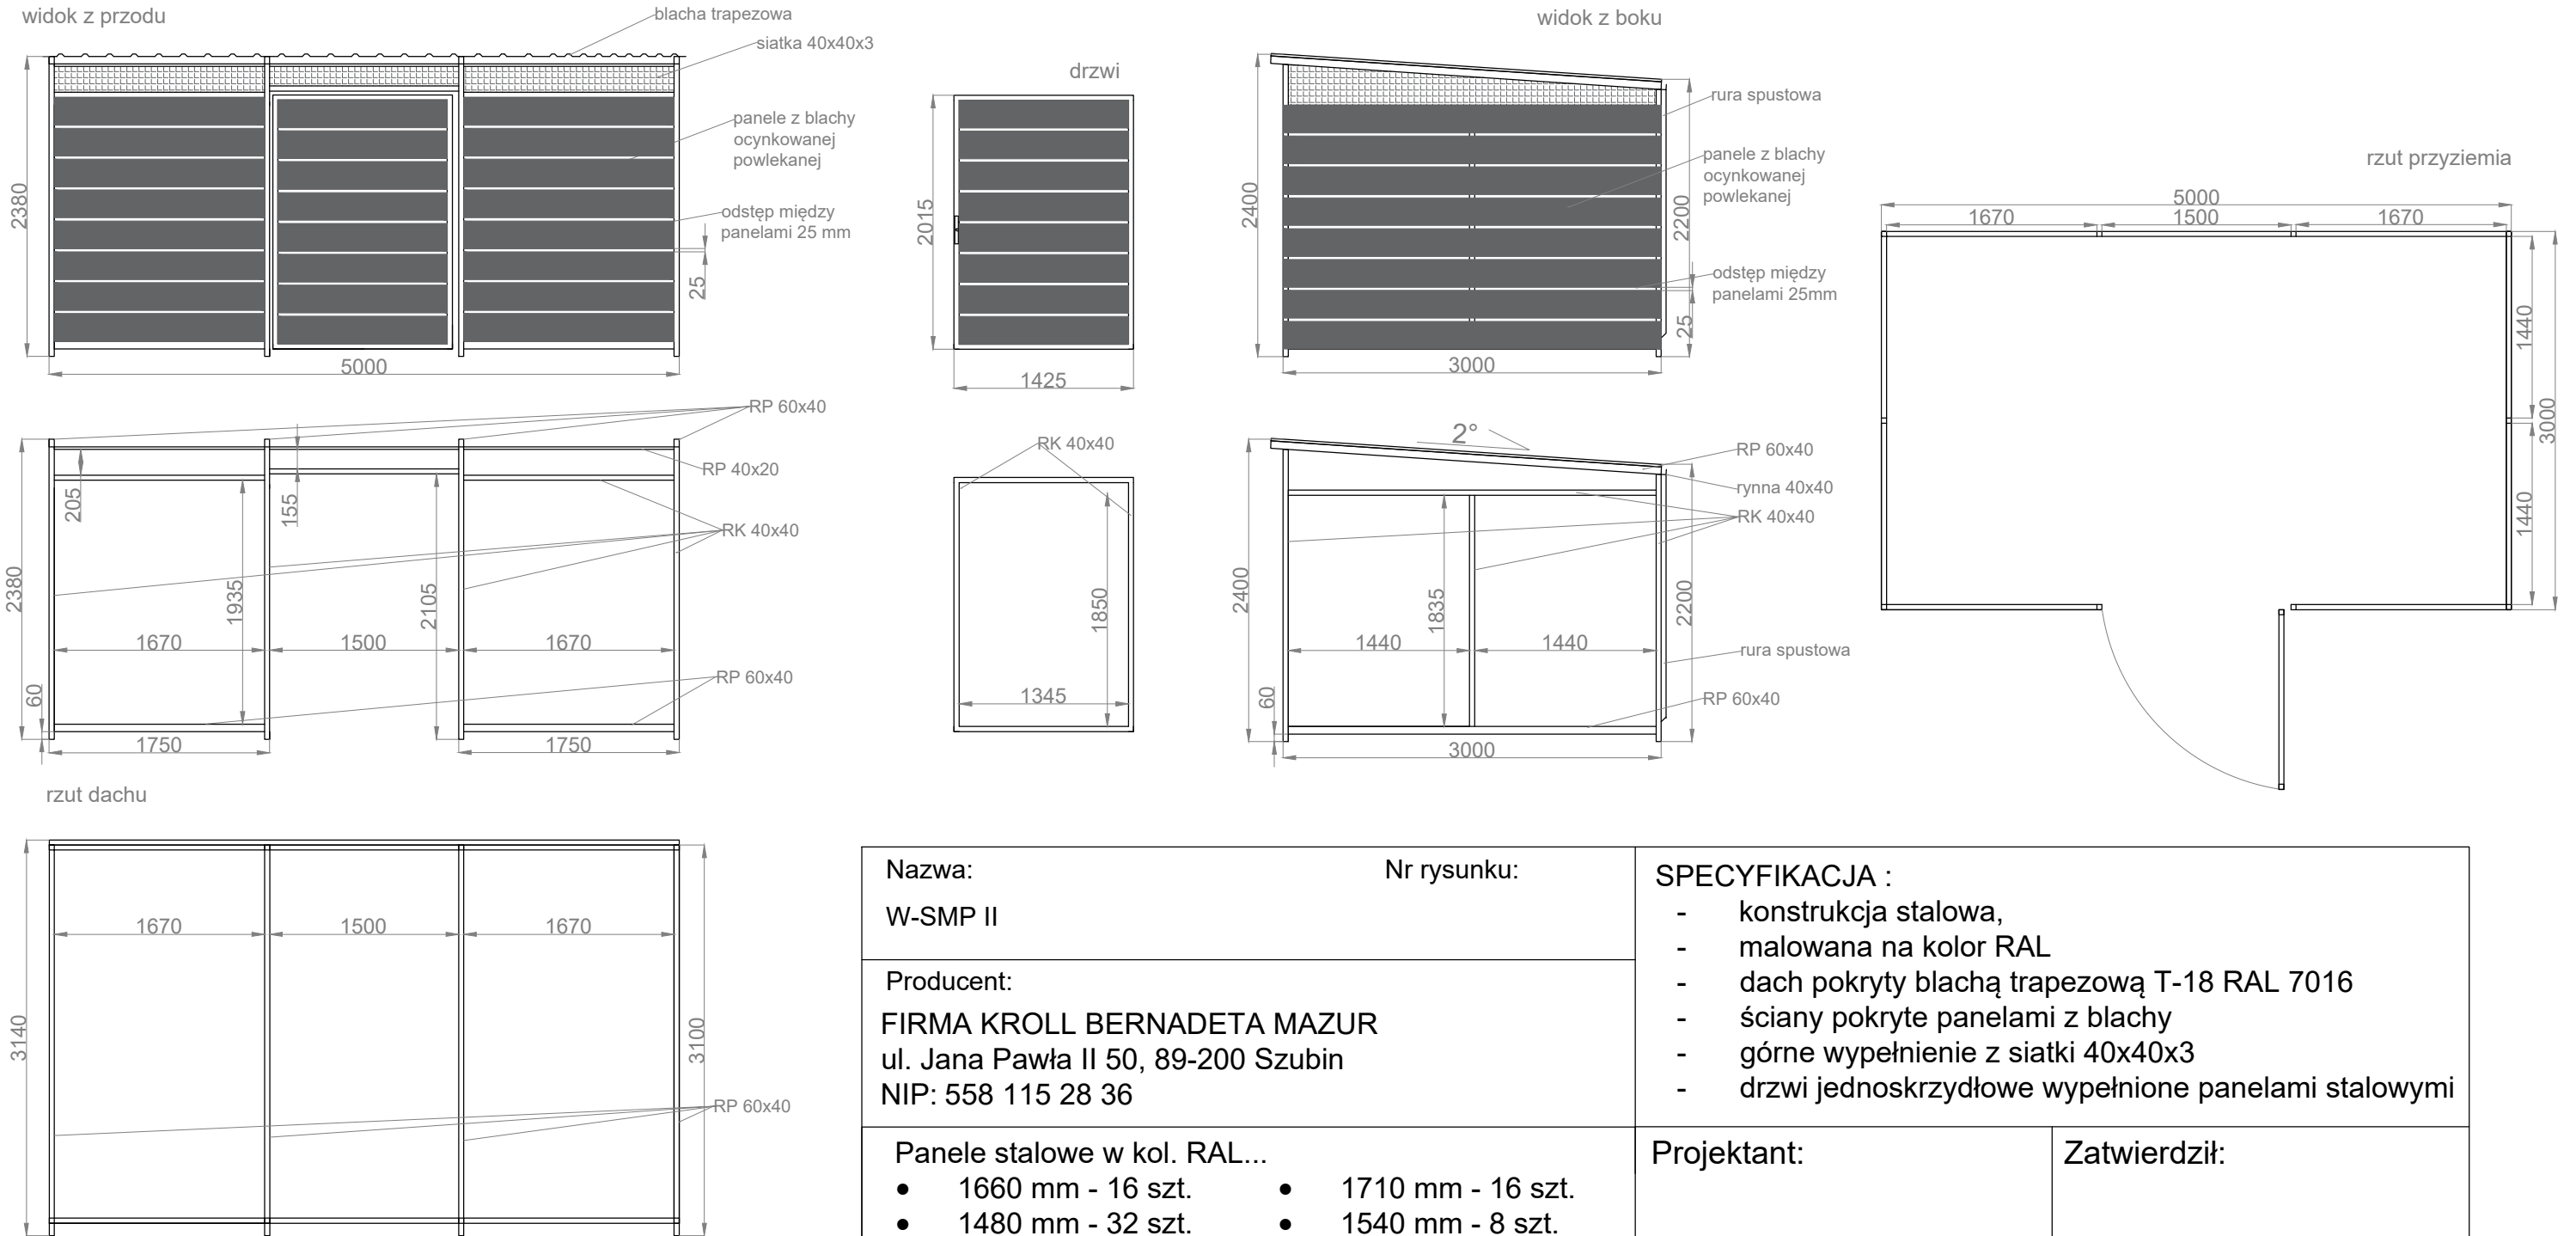 widok z przodu
blacha trapezowa
siatka 40x40x3
panele z blachy
ocynkowanej
powlekanej
odstęp między
panelami 25 mm
2380
25
5000
drzwi
2015
1425
widok z boku
rura spustowa
panele z blachy
ocynkowanej
powlekanej
odstęp między
panelami 25mm
2400
2200
25
3000
rzut przyziemia
5000
1670
1500
1670
1440
1440
3000
RP 60x40
RP 40x20
RK 40x40
RP 60x40
2380
205
155
1935
2105
1670
1500
1670
60
1750
1750
RK 40x40
1850
1345
2°
RP 60x40
rynna 40x40
RK 40x40
rura spustowa
RP 60x40
2400
1835
2200
1440
1440
60
3000
rzut dachu
1670
1500
1670
3140
3100
RP 60x40
Nazwa:
Nr rysunku:
W-SMP II
Producent:
FIRMA KROLL BERNADETA MAZUR
ul. Jana Pawła II 50, 89-200 Szubin
NIP: 558 115 28 36
Panele stalowe w kol. RAL...
• 1660 mm - 16 szt.
• 1480 mm - 32 szt.
• 1710 mm - 16 szt.
• 1540 mm - 8 szt.
SPECYFIKACJA :
- konstrukcja stalowa,
- malowana na kolor RAL
- dach pokryty blachą trapezową T-18 RAL 7016
- ściany pokryte panelami z blachy
- górne wypełnienie z siatki 40x40x3
- drzwi jednoskrzydłowe wypełnione panelami stalowymi
Projektant:
Zatwierdził: